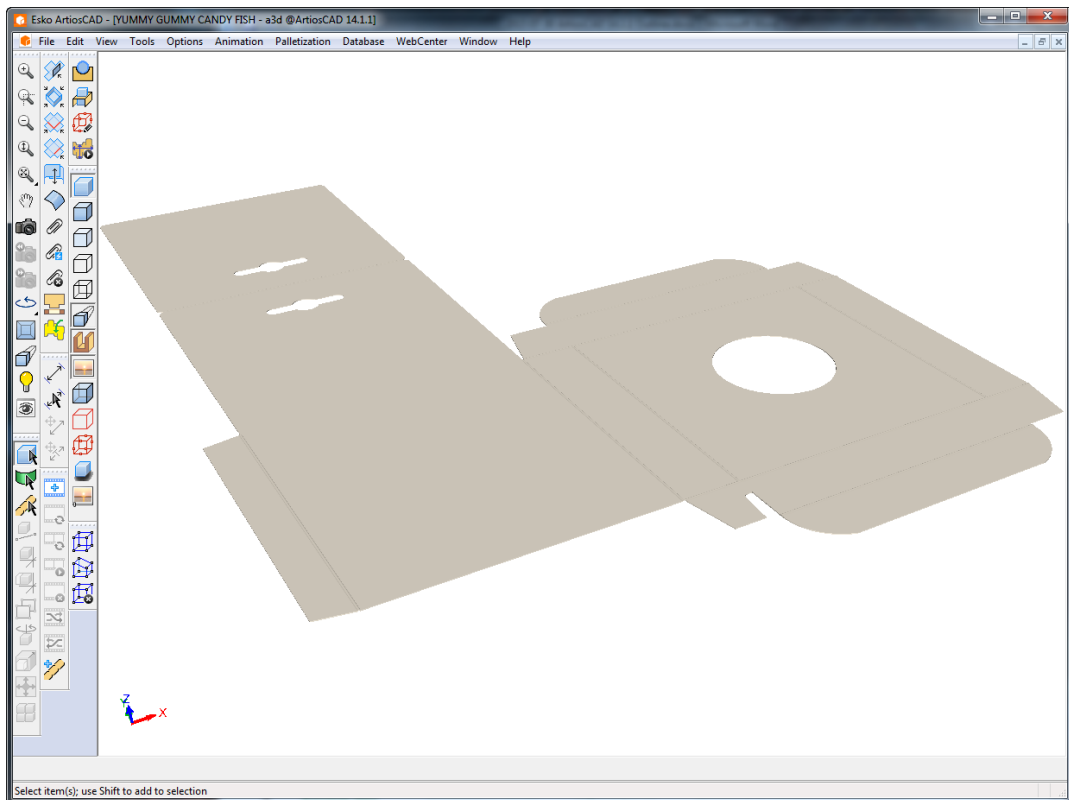 Esko ArtiosCAD - [YUMMY GUMMY CANDY FISH - a3d @ArtiosCAD 14.1.1]
File Edit View Tools Options Animation Palletization Database WebCenter Window Help
Z
X
Select item(s); use Shift to add to selection